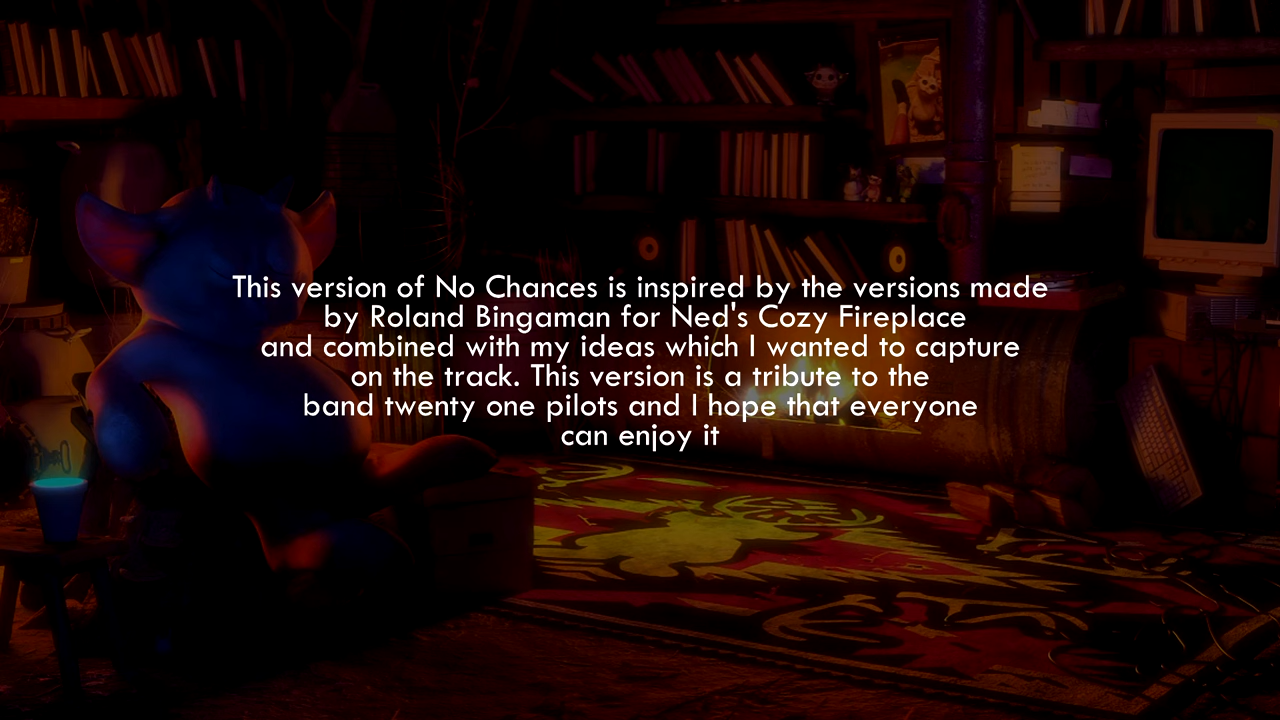 This version of No Chances is inspired by the versions made
by Roland Bingaman for Ned's Cozy Fireplace
and combined with my ideas which I wanted to capture
on the track. This version is a tribute to the
band twenty one pilots and I hope that everyone
can enjoy it